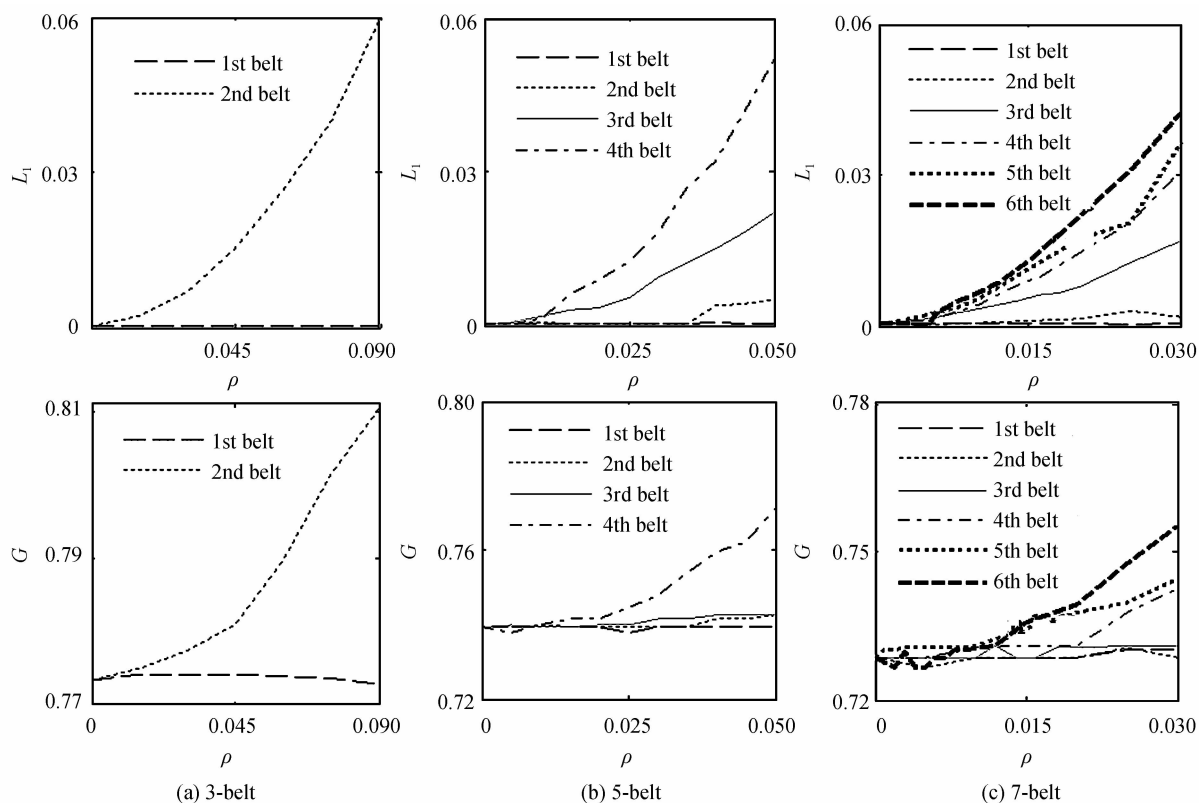 0.06
1st belt
2nd belt
L₁
0.03
0
0.045
0.090
ρ
1st belt
2nd belt
3rd belt
4th belt
L₁
0.06
0.03
0
0.025
0.050
ρ
0.06
1st belt
2nd belt
3rd belt
4th belt
5th belt
6th belt
L₁
0.03
0
0.015
0.030
ρ
0.81
1st belt
2nd belt
G
0.79
0.77
0
0.045
0.090
ρ
(a) 3-belt
0.80
1st belt
2nd belt
3rd belt
4th belt
G
0.76
0.72
0
0.025
0.050
ρ
(b) 5-belt
0.78
1st belt
2nd belt
3rd belt
4th belt
5th belt
6th belt
G
0.75
0.72
0
0.015
0.030
ρ
(c) 7-belt